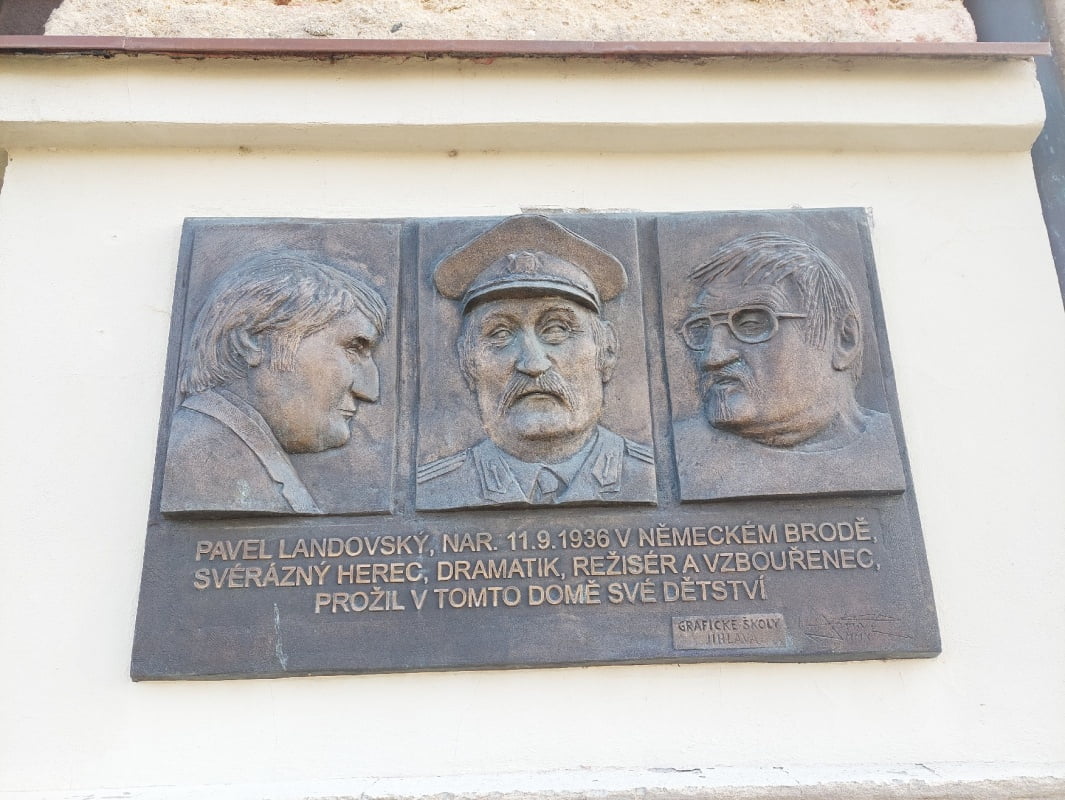 PAVEL LANDOVSKÝ, NAR. 11.9.1936 V NĚMECKÉM BRODĚ,
SVÉRÁZNÝ HEREC, DRAMATIK, REŽISÉR A VZBOUŘENEC,
PROŽIL V TOMTO DOMĚ SVÉ DĚTSTVÍ
GRAFICKÉ ŠKOLY
JIHLAVA